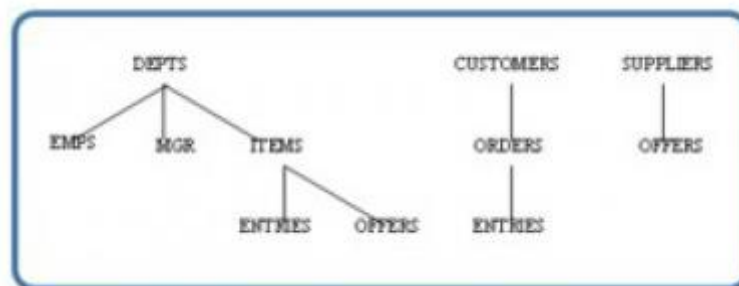 DEPTS CUSTOMERS SUPPLIERS
EMPS MGR ITEMS ORDERS OFFERS
ENTRIES OFFERS ENTRIES